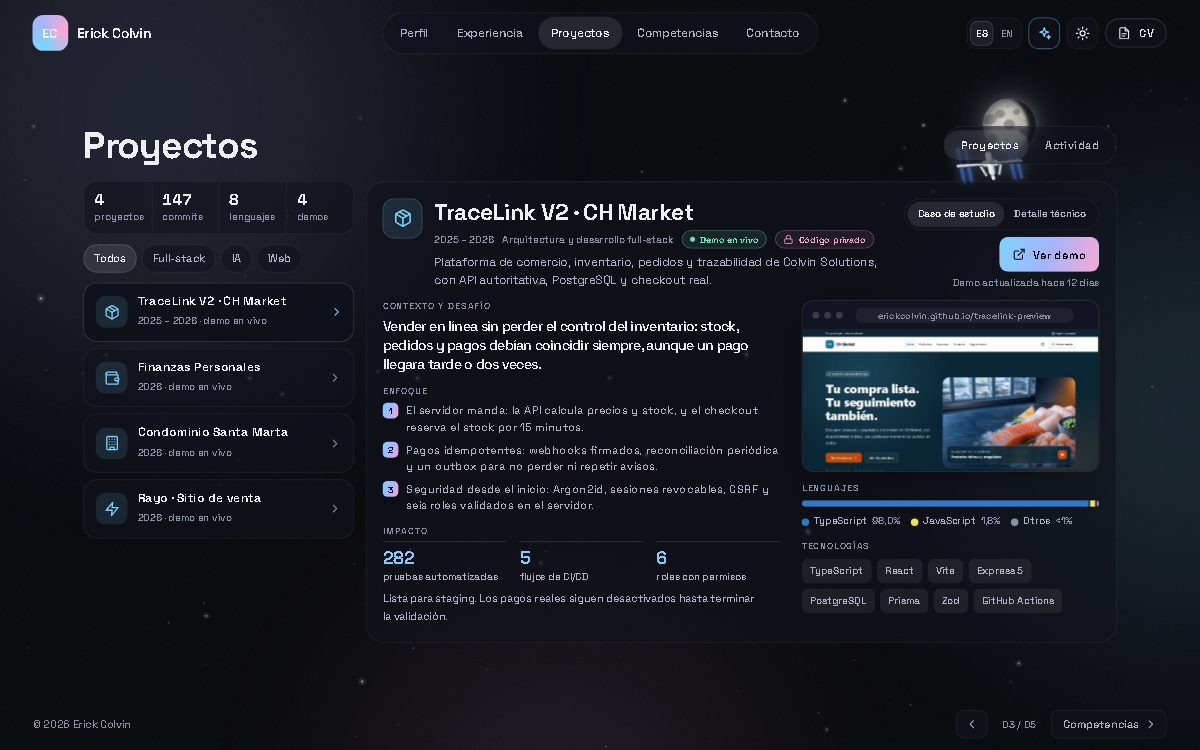 EC Erick Colvin
Perfil Experiencia Proyectos Competencias Contacto
ES EN CV
Proyectos
Proyectos Actividad
4 proyectos
147 commits
8 lenguajes
4 demos
Todos Full-stack IA Web
TraceLink V2 · CH Market
2025 – 2026 · demo en vivo
Finanzas Personales
2026 · demo en vivo
Condominio Santa Marta
2026 · demo en vivo
Rayo · Sitio de venta
2026 · demo en vivo
TraceLink V2 · CH Market
2025 – 2026 Arquitectura y desarrollo full-stack Demo en vivo Código privado
Plataforma de comercio, inventario, pedidos y trazabilidad de Colvin Solutions,
con API autoritativa, PostgreSQL y checkout real.
Caso de estudio Detalle técnico
Ver demo
Demo actualizada hace 12 días
CONTEXTO Y DESAFÍO
Vender en línea sin perder el control del inventario: stock,
pedidos y pagos debían coincidir siempre, aunque un pago
llegara tarde o dos veces.
ENFOQUE
1 El servidor manda: la API calcula precios y stock, y el checkout
reserva el stock por 15 minutos.
2 Pagos idempotentes: webhooks firmados, reconciliación periódica
y un outbox para no perder ni repetir avisos.
3 Seguridad desde el inicio: Argon2id, sesiones revocables, CSRF y
seis roles validados en el servidor.
IMPACTO
282 pruebas automatizadas
5 flujos de CI/CD
6 roles con permisos
Lista para staging. Los pagos reales siguen desactivados hasta terminar
la validación.
erickcolvin.github.io/tracelink-preview
CH Market
Tu compra lista.
Tu seguimiento
también.
LENGUAJES
TypeScript 98,0% JavaScript 1,8% Otros <1%
TECNOLOGÍAS
TypeScript React Vite Express 5
PostgreSQL Prisma Zod GitHub Actions
© 2026 Erick Colvin
03 / 05
Competencias